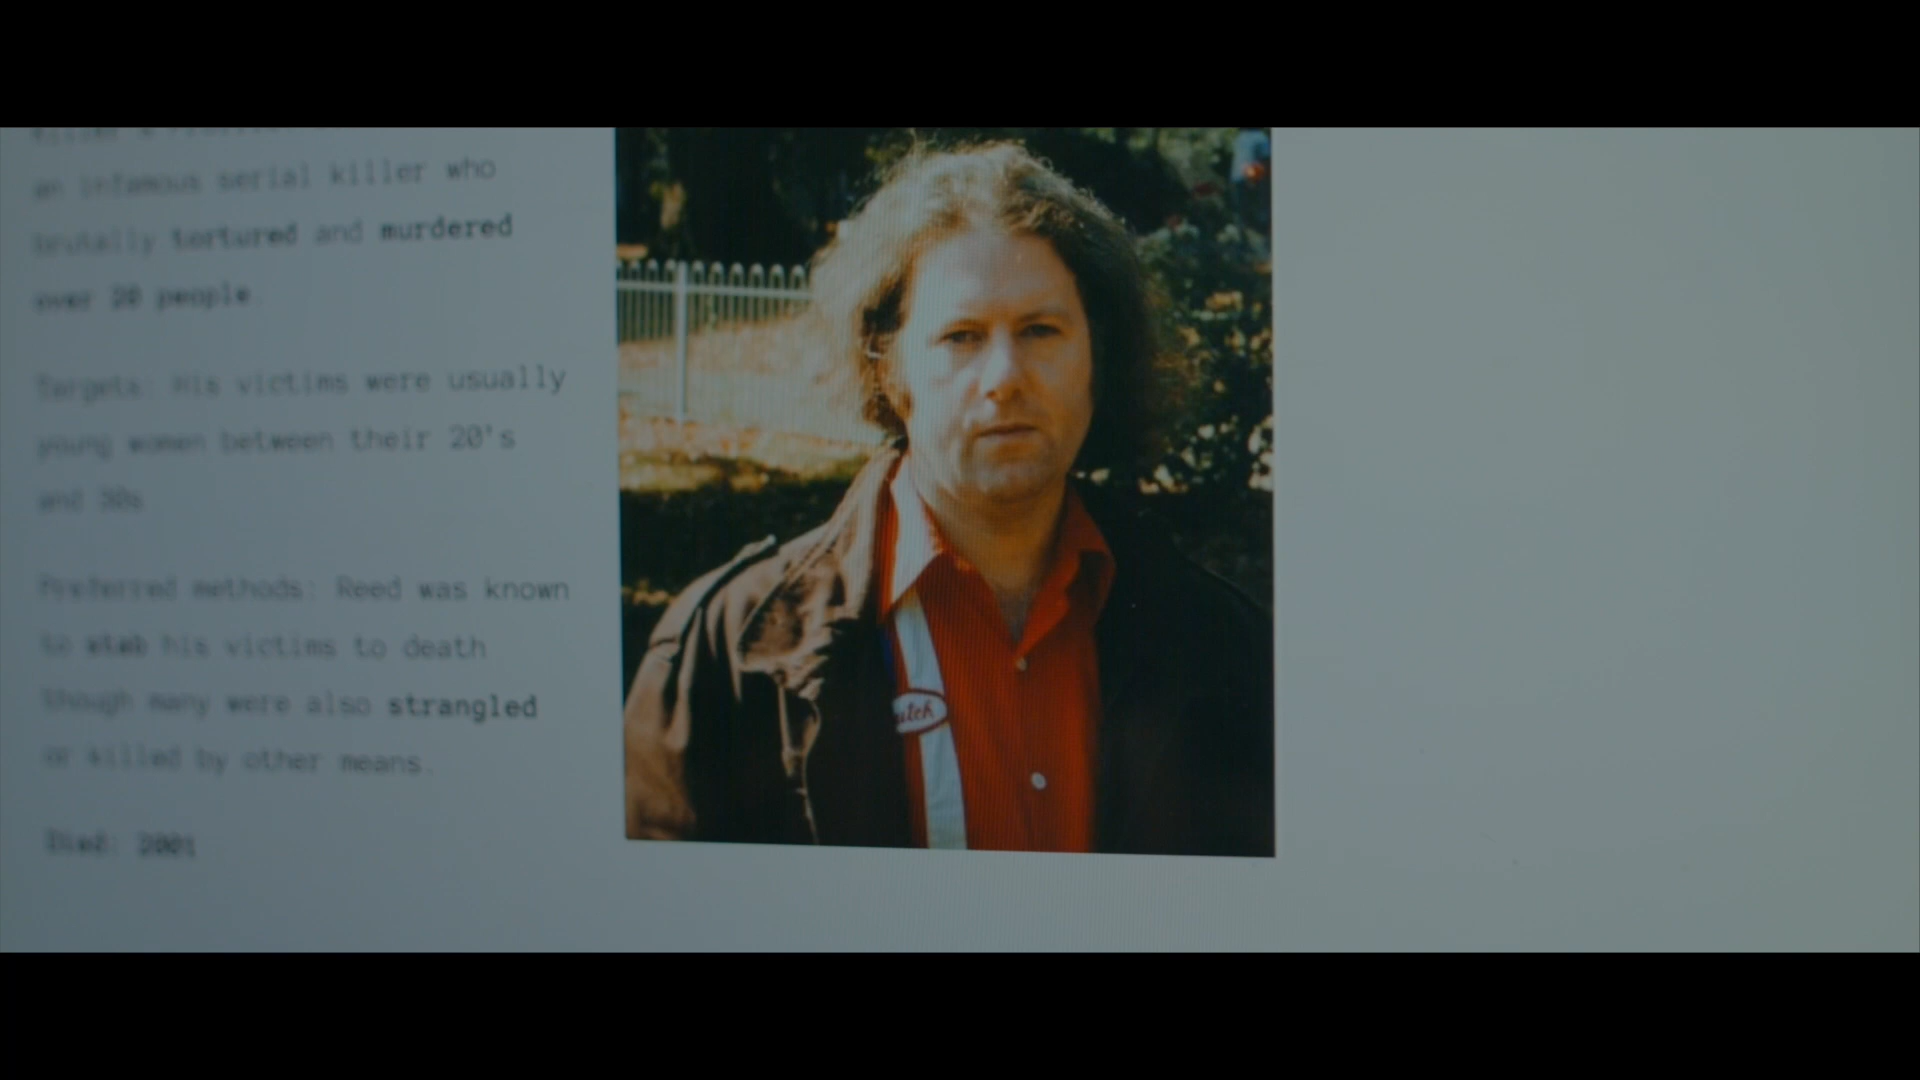 an infamous serial killer who
brutally tortured and murdered
over 20 people.
Targets: His victims were usually
young women between their 20's
and 30s
Preferred methods: Reed was known
to stab his victims to death
though many were also strangled
or killed by other means.
Died: 2001
utch